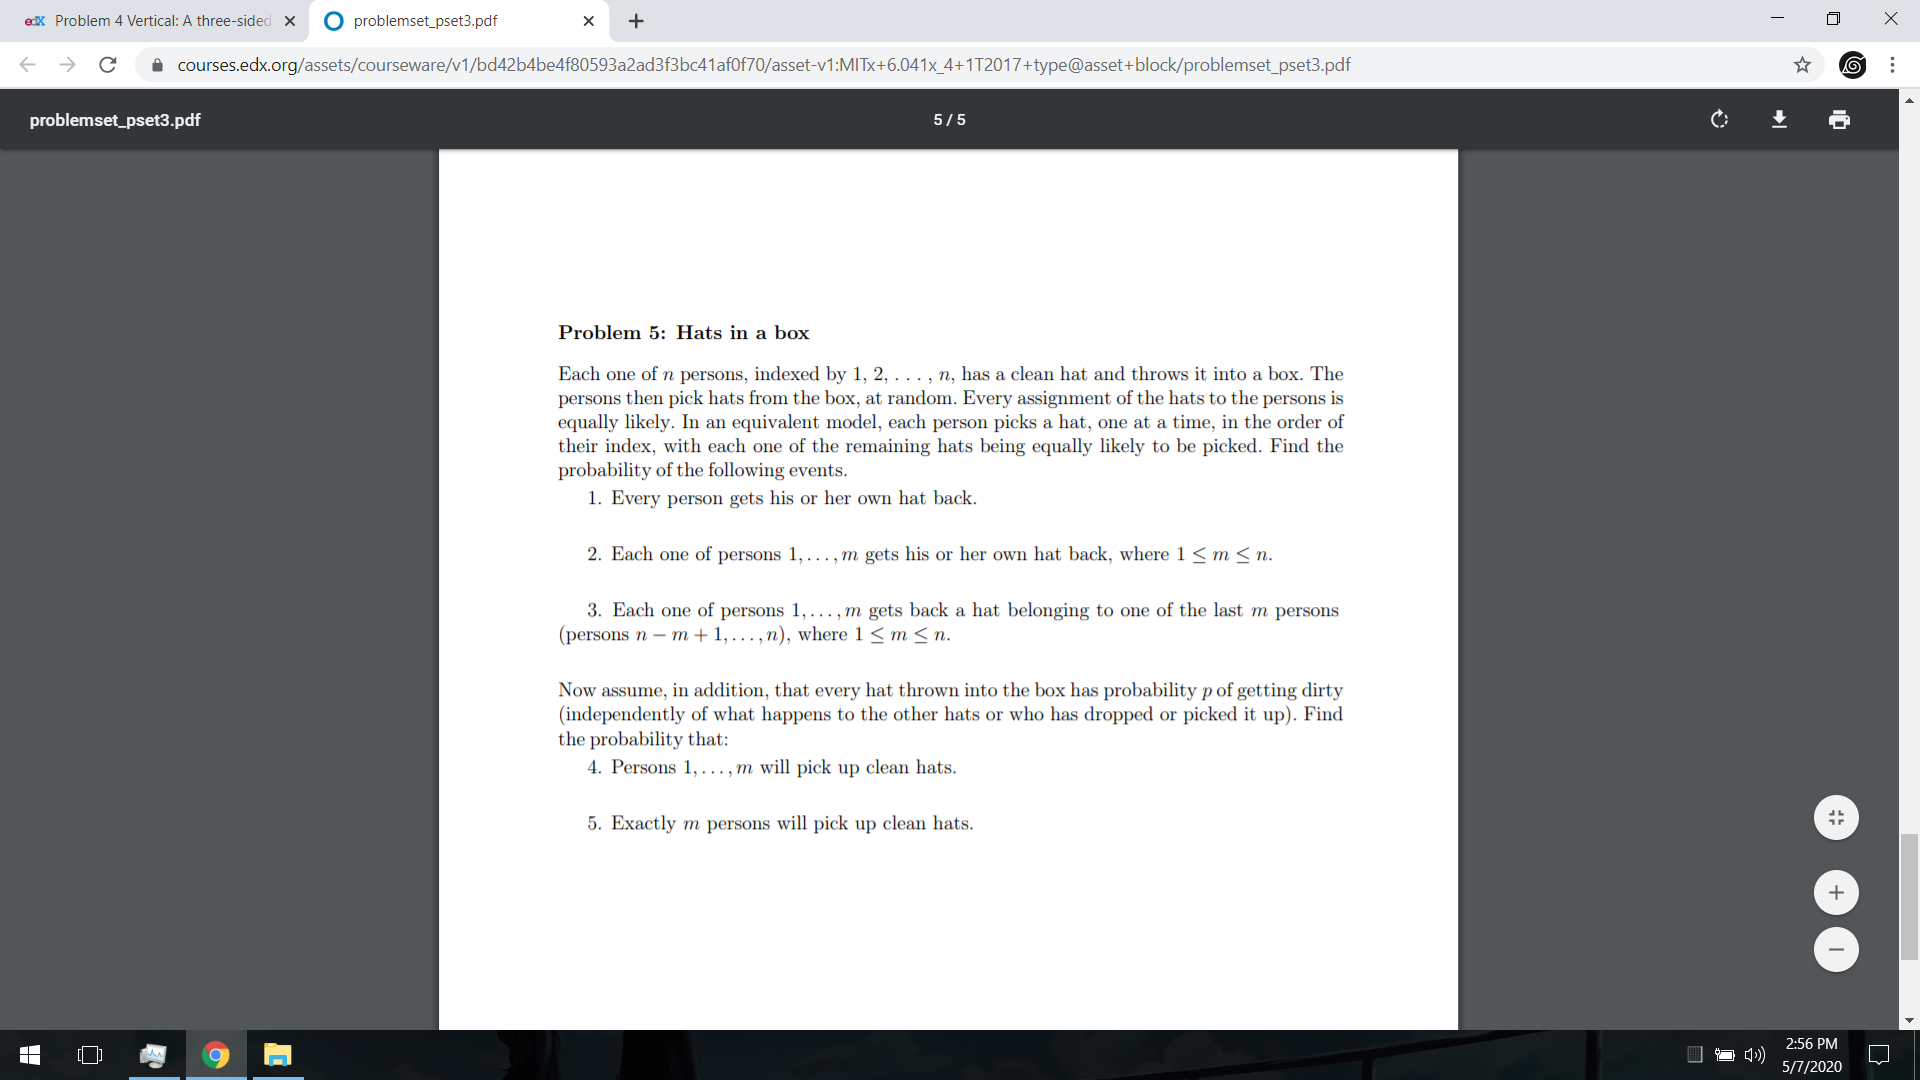 edX Problem 4 Vertical: A three-sided
problemset_pset3.pdf
courses.edx.org/assets/courseware/v1/bd42b4be4f80593a2ad3f3bc41af0f70/asset-v1:MITx+6.041x_4+1T2017+type@asset+block/problemset_pset3.pdf
problemset_pset3.pdf 5 / 5
Problem 5: Hats in a box
Each one of n persons, indexed by 1, 2, . . . , n, has a clean hat and throws it into a box. The
persons then pick hats from the box, at random. Every assignment of the hats to the persons is
equally likely. In an equivalent model, each person picks a hat, one at a time, in the order of
their index, with each one of the remaining hats being equally likely to be picked. Find the
probability of the following events.
1. Every person gets his or her own hat back.
2. Each one of persons 1, . . . , m gets his or her own hat back, where 1 ≤ m ≤ n.
3. Each one of persons 1, . . . , m gets back a hat belonging to one of the last m persons
(persons n − m + 1, . . . , n), where 1 ≤ m ≤ n.
Now assume, in addition, that every hat thrown into the box has probability p of getting dirty
(independently of what happens to the other hats or who has dropped or picked it up). Find
the probability that:
4. Persons 1, . . . , m will pick up clean hats.
5. Exactly m persons will pick up clean hats.
2:56 PM
5/7/2020